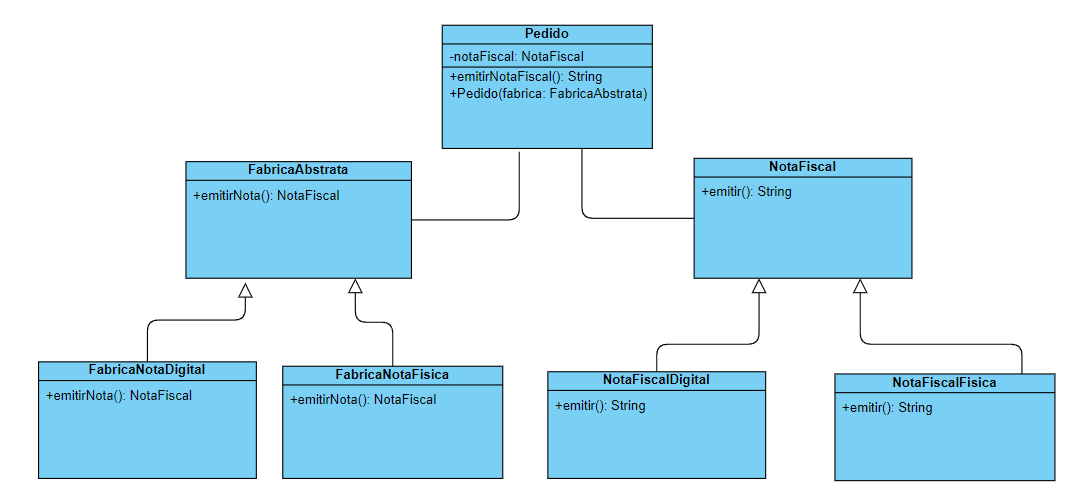 Pedido
-notaFiscal: NotaFiscal
+emitirNotaFiscal(): String
+Pedido(fabrica: FabricaAbstrata)
FabricaAbstrata
+emitirNota(): NotaFiscal
NotaFiscal
+emitir(): String
FabricaNotaDigital
+emitirNota(): NotaFiscal
FabricaNotaFisica
+emitirNota(): NotaFiscal
NotaFiscalDigital
+emitir(): String
NotaFiscalFisica
+emitir(): String